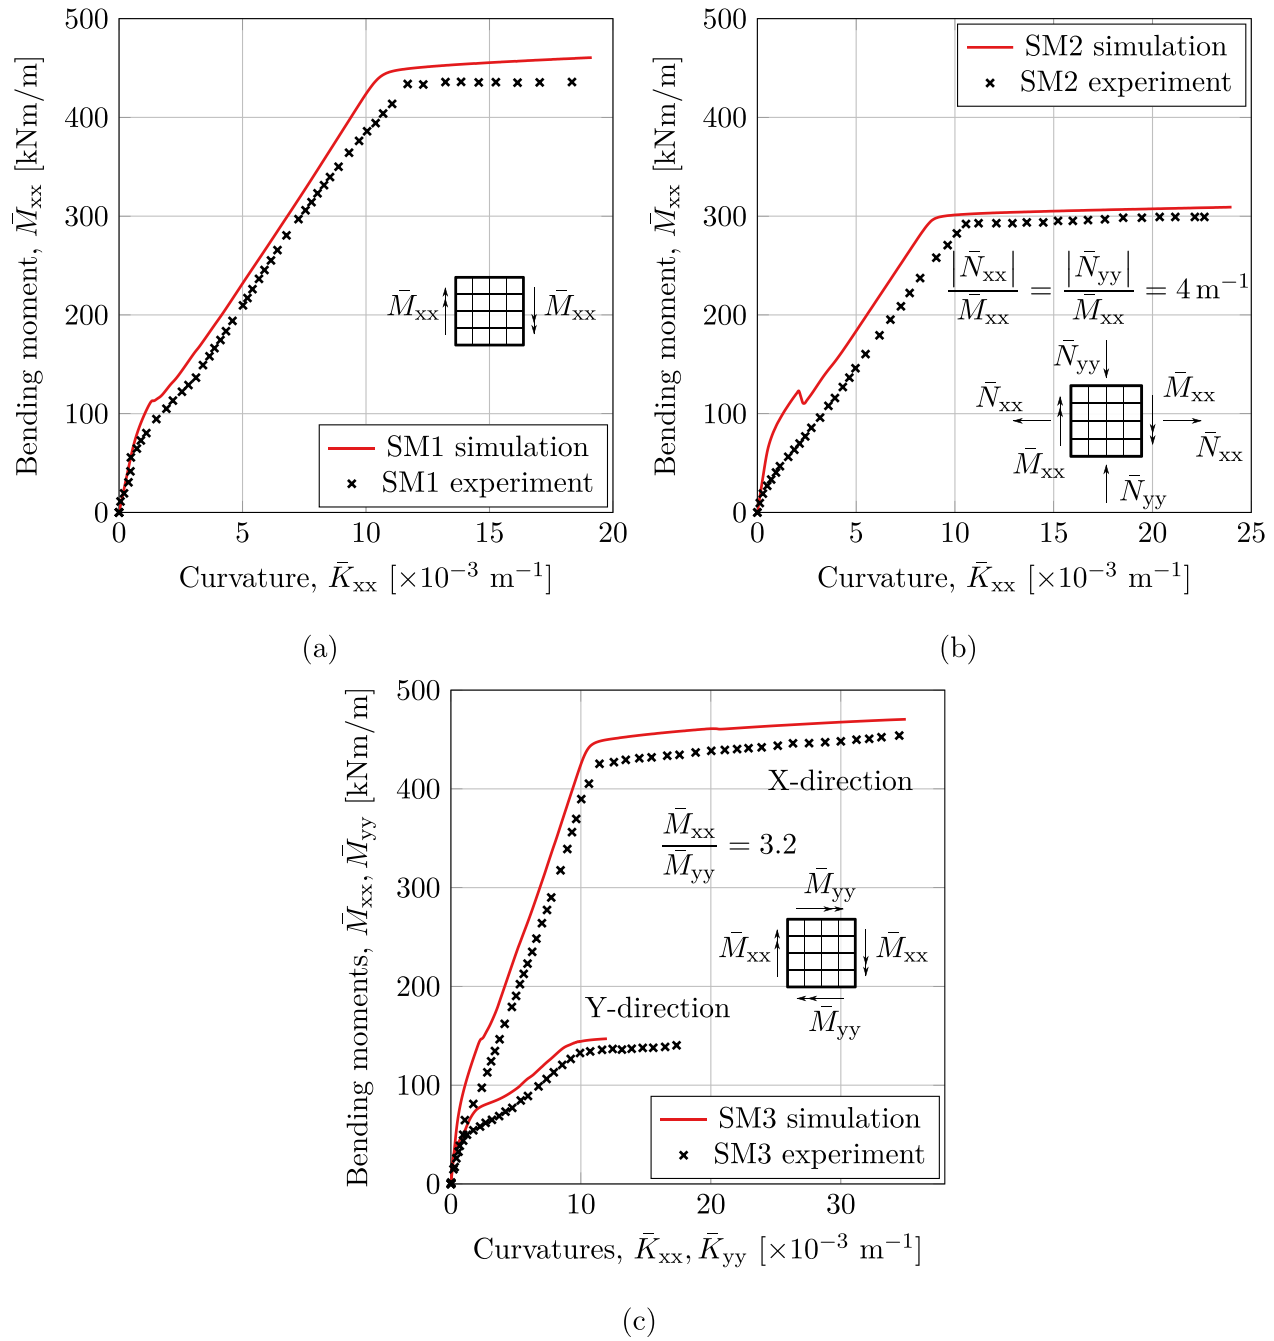 500
400
300
200
100
0
0 5 10 15 20
Bending moment, M̄xx [kNm/m]
Curvature, K̄xx [×10−3 m−1]
M̄xx M̄xx
SM1 simulation
SM1 experiment
(a)
500
400
300
200
100
0
0 5 10 15 20 25
Bending moment, M̄xx [kNm/m]
Curvature, K̄xx [×10−3 m−1]
SM2 simulation
SM2 experiment
|N̄xx| / M̄xx = |N̄yy| / M̄xx = 4 m−1
N̄yy
N̄xx M̄xx
M̄xx N̄xx
N̄yy
(b)
500
400
300
200
100
0
0 10 20 30
Bending moments, M̄xx, M̄yy [kNm/m]
Curvatures, K̄xx, K̄yy [×10−3 m−1]
X-direction
M̄xx / M̄yy = 3.2
M̄yy
M̄xx M̄xx
M̄yy
Y-direction
SM3 simulation
SM3 experiment
(c)